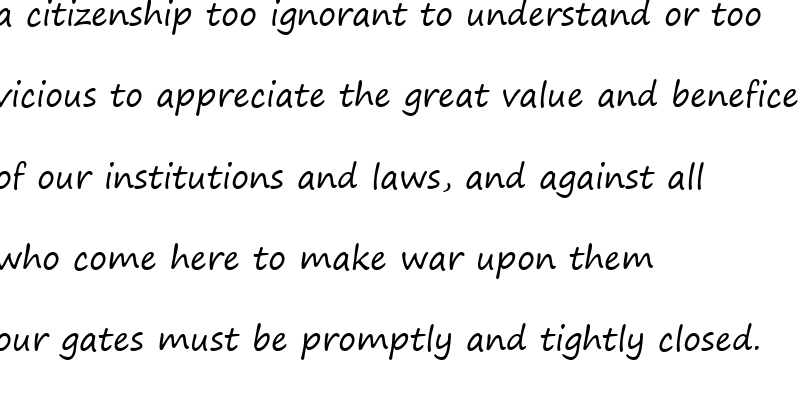 a citizenship too ignorant to understand or too
vicious to appreciate the great value and benefice
of our institutions and laws, and against all
who come here to make war upon them
our gates must be promptly and tightly closed.